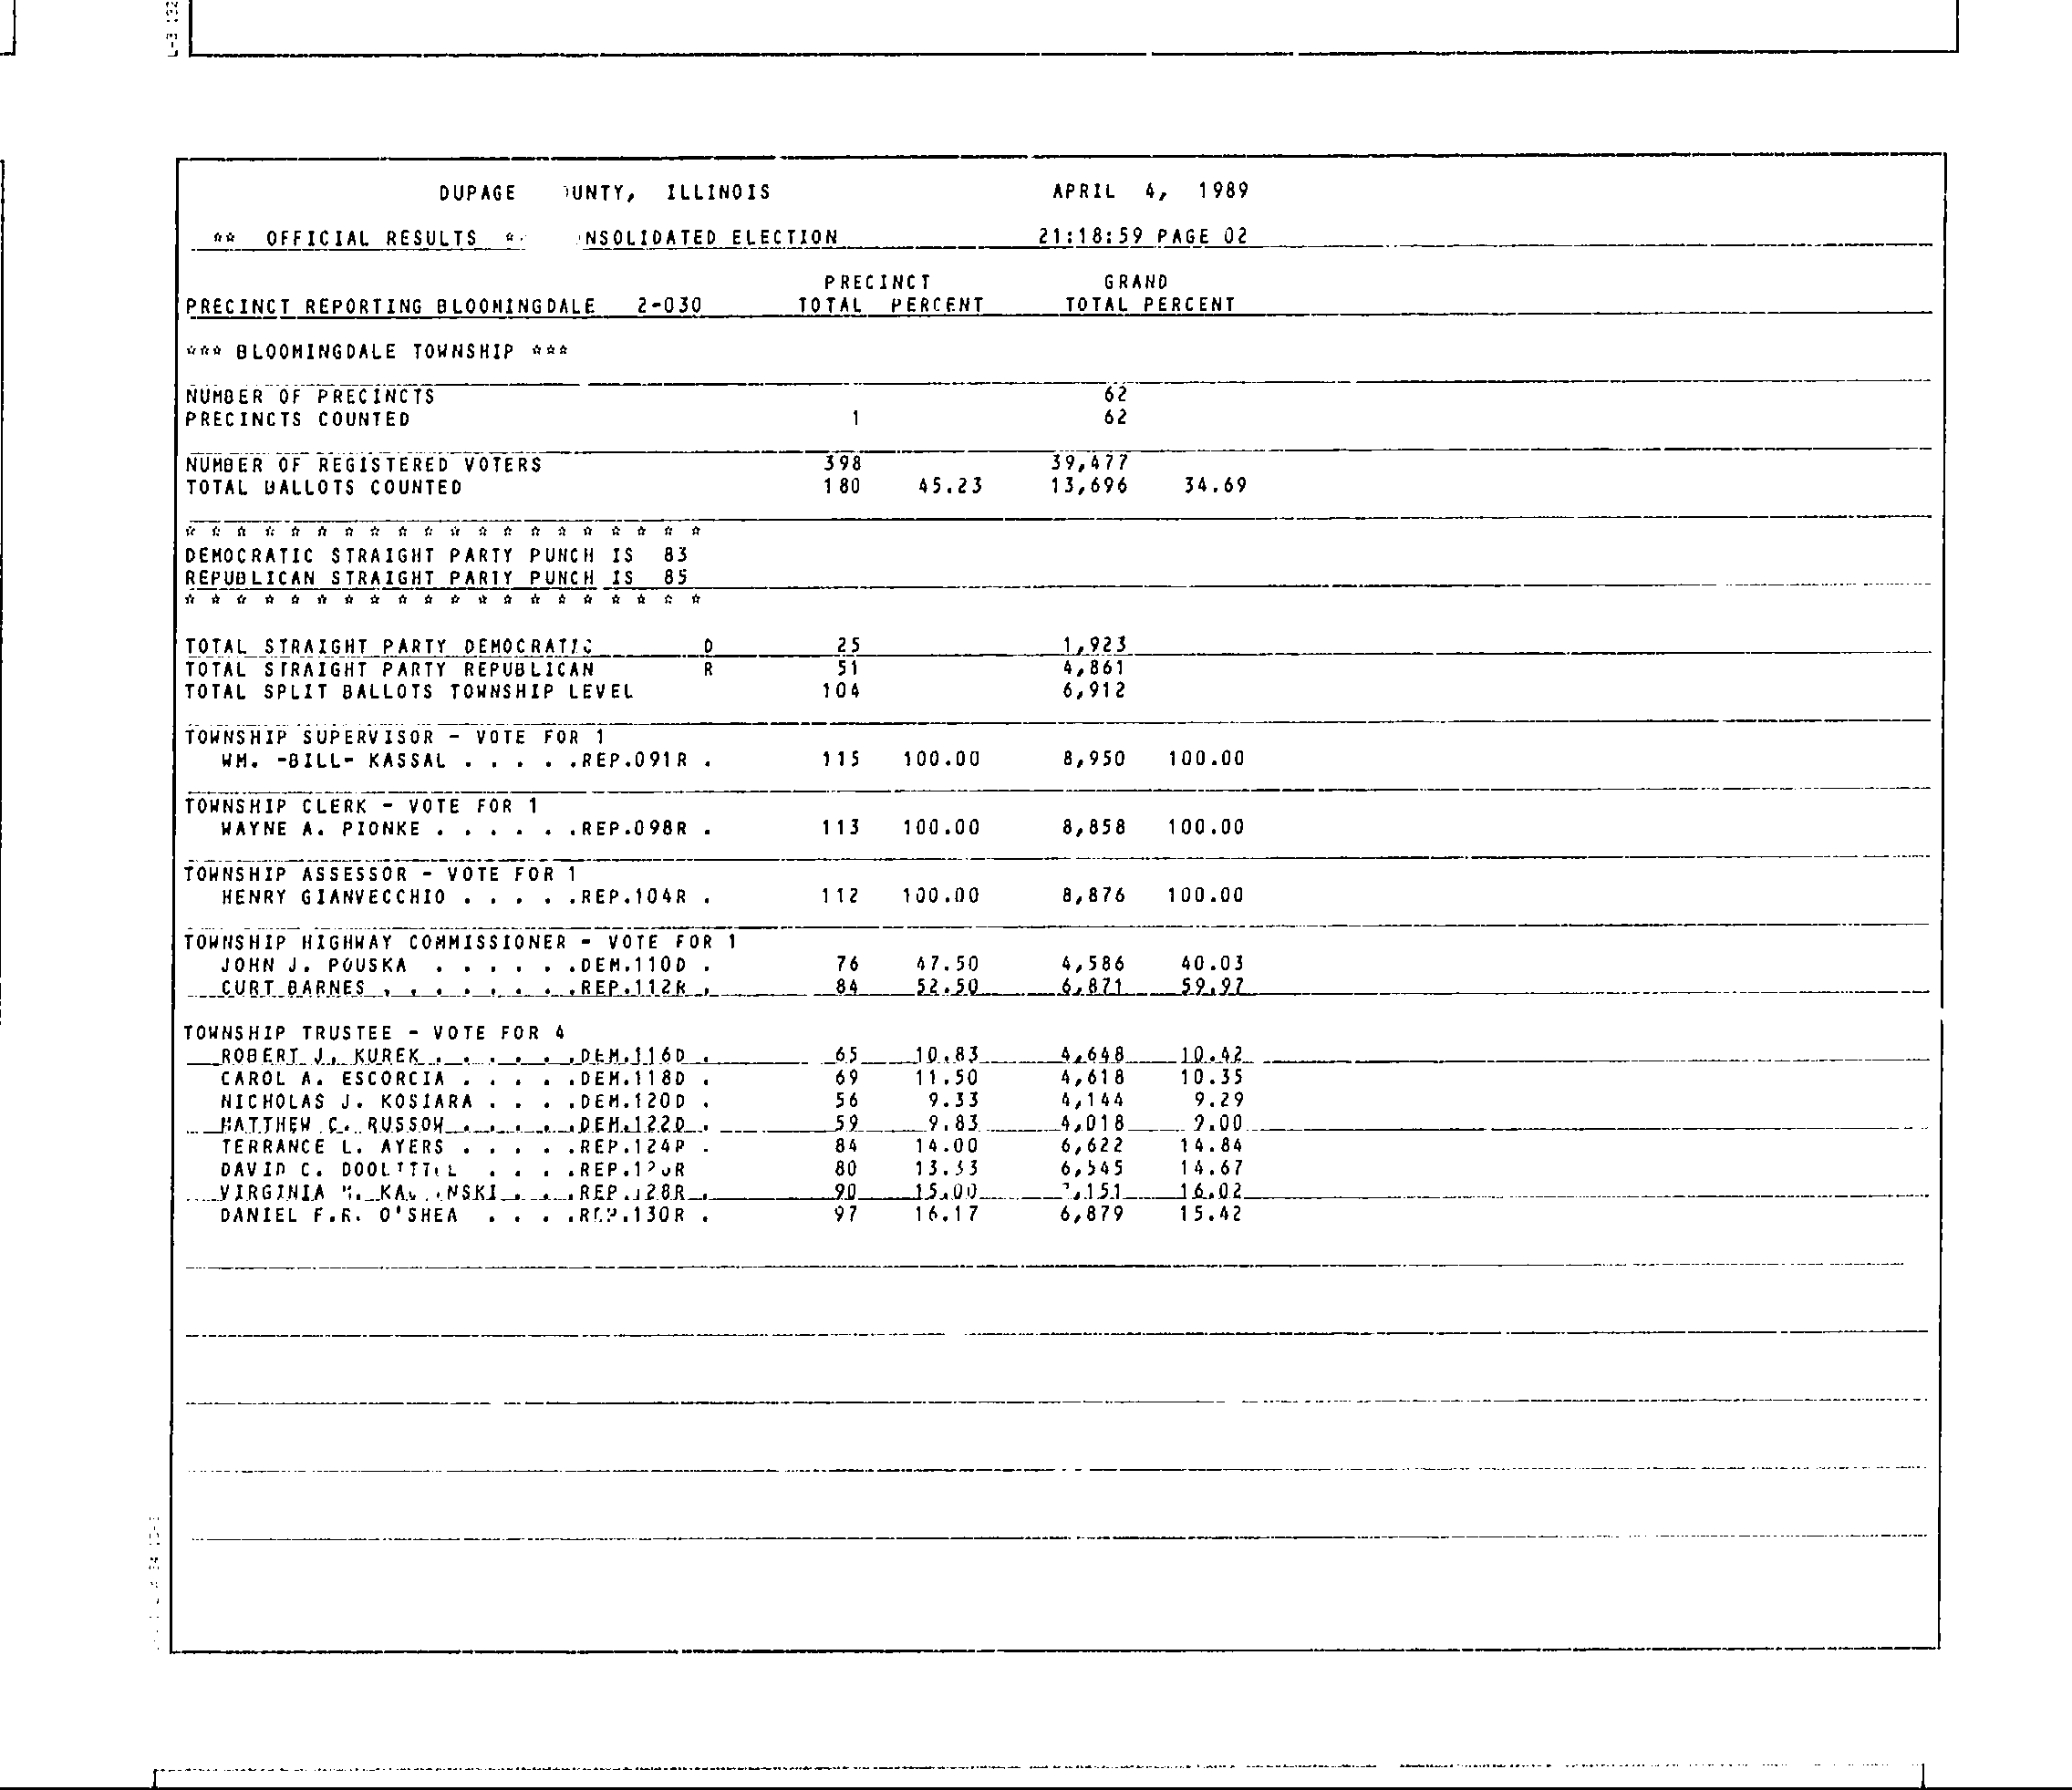 DUPAGE UNTY, ILLINOIS APRIL 4, 1989
** OFFICIAL RESULTS * NSOLIDATED ELECTION 21:18:59 PAGE 02
PRECINCT GRAND
PRECINCT REPORTING BLOOMINGDALE 2-030 TOTAL PERCENT TOTAL PERCENT
*** BLOOMINGDALE TOWNSHIP ***
NUMBER OF PRECINCTS 62
PRECINCTS COUNTED 1 62
NUMBER OF REGISTERED VOTERS 398 39,477
TOTAL BALLOTS COUNTED 180 45.23 13,696 34.69
* * * * * * * * * * * * * * * * * * * *
DEMOCRATIC STRAIGHT PARTY PUNCH IS 83
REPUBLICAN STRAIGHT PARTY PUNCH IS 85
* * * * * * * * * * * * * * * * * * * *
TOTAL STRAIGHT PARTY DEMOCRATIC D 25 1,923
TOTAL STRAIGHT PARTY REPUBLICAN R 51 4,861
TOTAL SPLIT BALLOTS TOWNSHIP LEVEL 104 6,912
TOWNSHIP SUPERVISOR - VOTE FOR 1
WM. -BILL- KASSAL . . . . .REP.091R . 115 100.00 8,950 100.00
TOWNSHIP CLERK - VOTE FOR 1
WAYNE A. PIONKE . . . . . .REP.098R . 113 100.00 8,858 100.00
TOWNSHIP ASSESSOR - VOTE FOR 1
HENRY GIANVECCHIO . . . . .REP.104R . 112 100.00 8,876 100.00
TOWNSHIP HIGHWAY COMMISSIONER - VOTE FOR 1
JOHN J. POUSKA . . . . . .DEM.110D . 76 47.50 4,586 40.03
CURT BARNES . . . . . . . .REP.112R . 84 52.50 6,871 59.97
TOWNSHIP TRUSTEE - VOTE FOR 4
ROBERT J. KUREK . . . . . .DEM.116D . 65 10.83 4,648 10.42
CAROL A. ESCORCIA . . . . .DEM.118D . 69 11.50 4,618 10.35
NICHOLAS J. KOSIARA . . . .DEM.120D . 56 9.33 4,144 9.29
MATTHEW C. RUSSOW . . . . .DEM.122D . 59 9.83 4,018 9.00
TERRANCE L. AYERS . . . . .REP.124R . 84 14.00 6,622 14.84
DAVID C. DOOLITTLE . . . .REP.126R 80 13.33 6,545 14.67
VIRGINIA M. . . .REP.128R . 90 15.00 7,151 16.02
DANIEL F.R. O'SHEA . . . .REP.130R . 97 16.17 6,879 15.42